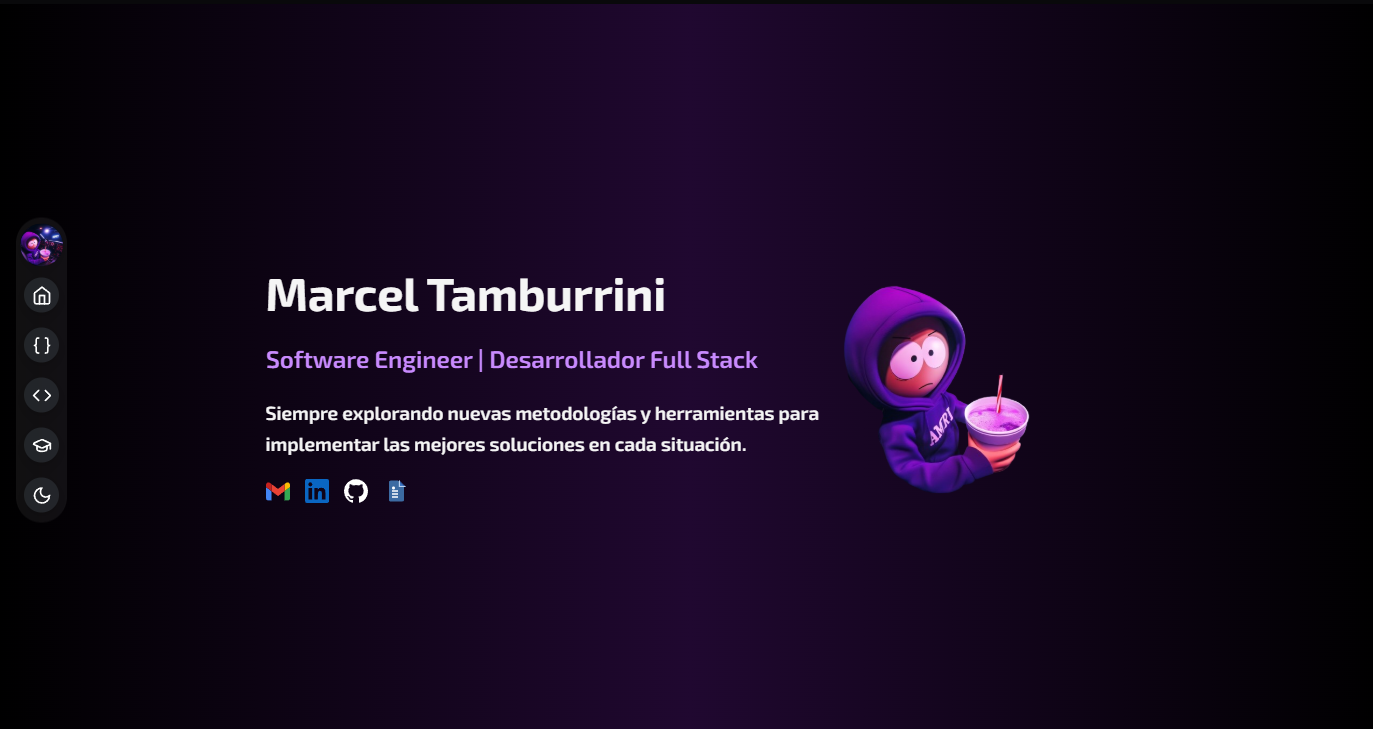 Marcel Tamburrini
Software Engineer | Desarrollador Full Stack
Siempre explorando nuevas metodologías y herramientas para
implementar las mejores soluciones en cada situación.
in
AMRI